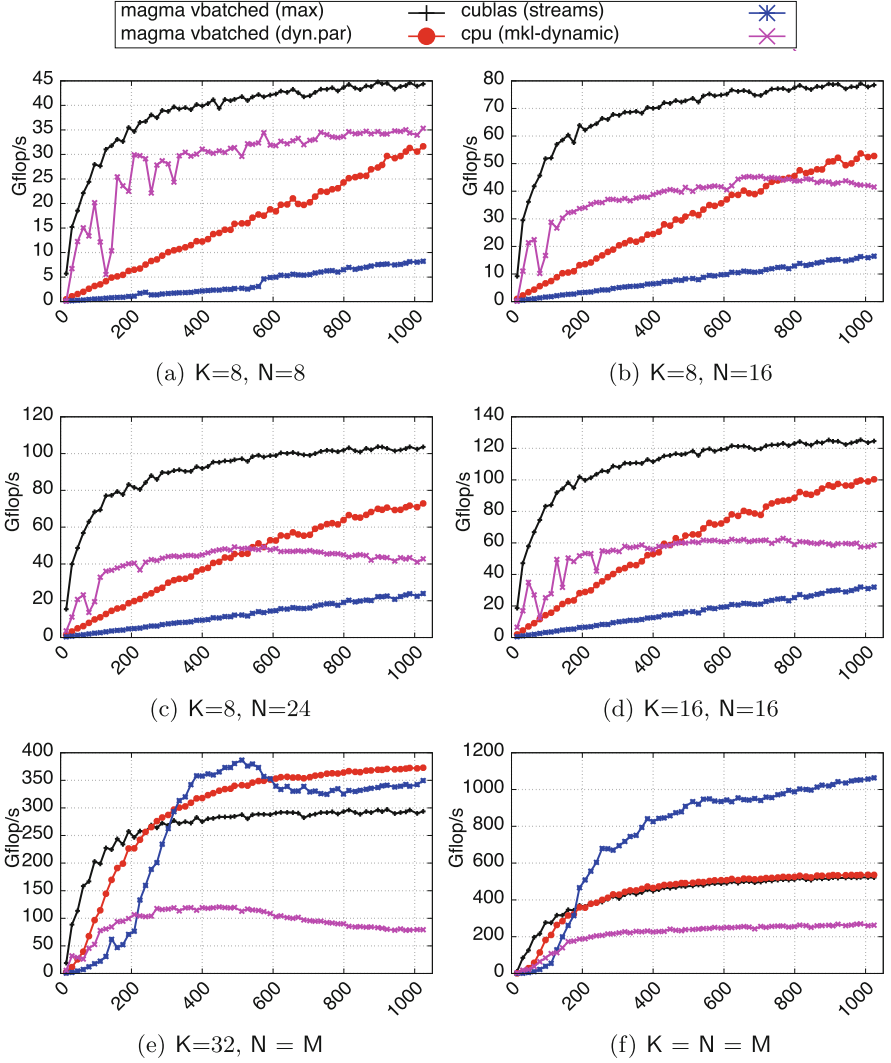 magma vbatched (max) cublas (streams)
magma vbatched (dyn.par) cpu (mkl-dynamic)
Gflop/s
45
40
35
30
25
20
15
10
5
0
0 200 400 600 800 1000
(a) K=8, N=8
80
70
60
50
40
30
20
10
0
0 200 400 600 800 1000
(b) K=8, N=16
Gflop/s
120
100
80
60
40
20
0
0 200 400 600 800 1000
(c) K=8, N=24
Gflop/s
140
120
100
80
60
40
20
0
0 200 400 600 800 1000
(d) K=16, N=16
Gflop/s
400
350
300
250
200
150
100
50
0
0 200 400 600 800 1000
(e) K=32, N = M
Gflop/s
1200
1000
800
600
400
200
0
0 200 400 600 800 1000
(f) K = N = M
Gflop/s